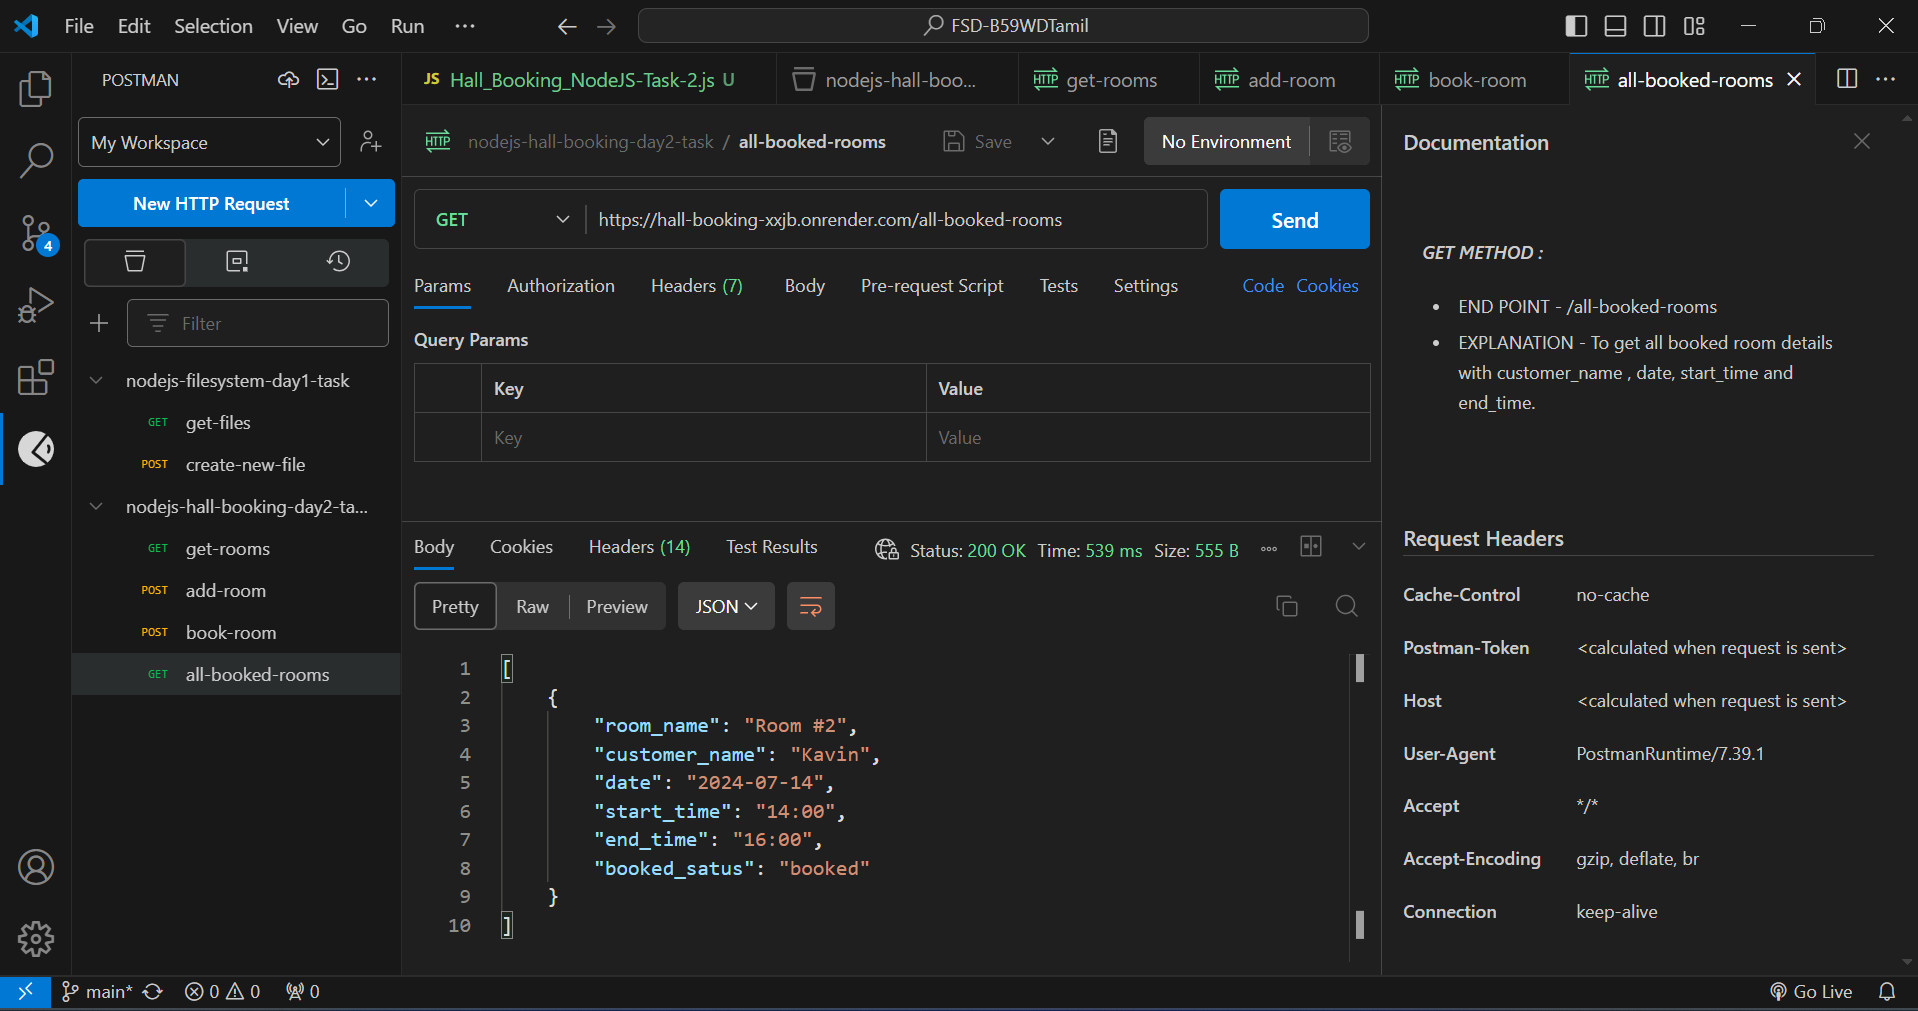 File Edit Selection View Go Run ···
FSD-B59WDTamil
POSTMAN
JS Hall_Booking_NodeJS-Task-2.js U
nodejs-hall-boo...
HTTP get-rooms
HTTP add-room
HTTP book-room
HTTP all-booked-rooms
My Workspace
HTTP nodejs-hall-booking-day2-task / all-booked-rooms
Save
No Environment
Documentation
New HTTP Request
GET
https://hall-booking-xxjb.onrender.com/all-booked-rooms
Send
4
GET METHOD :
Params Authorization Headers (7) Body Pre-request Script Tests Settings Code Cookies
• END POINT - /all-booked-rooms
• EXPLANATION - To get all booked room details
with customer_name , date, start_time and
end_time.
Filter
Query Params
Key Value
Key Value
nodejs-filesystem-day1-task
GET get-files
POST create-new-file
nodejs-hall-booking-day2-ta...
GET get-rooms
POST add-room
POST book-room
GET all-booked-rooms
Body Cookies Headers (14) Test Results
Status: 200 OK Time: 539 ms Size: 555 B
Pretty Raw Preview JSON
1 [
2 {
3 "room_name": "Room #2",
4 "customer_name": "Kavin",
5 "date": "2024-07-14",
6 "start_time": "14:00",
7 "end_time": "16:00",
8 "booked_satus": "booked"
9 }
10 ]
Request Headers
Cache-Control no-cache
Postman-Token <calculated when request is sent>
Host <calculated when request is sent>
User-Agent PostmanRuntime/7.39.1
Accept */*
Accept-Encoding gzip, deflate, br
Connection keep-alive
main* 0 0 0 Go Live